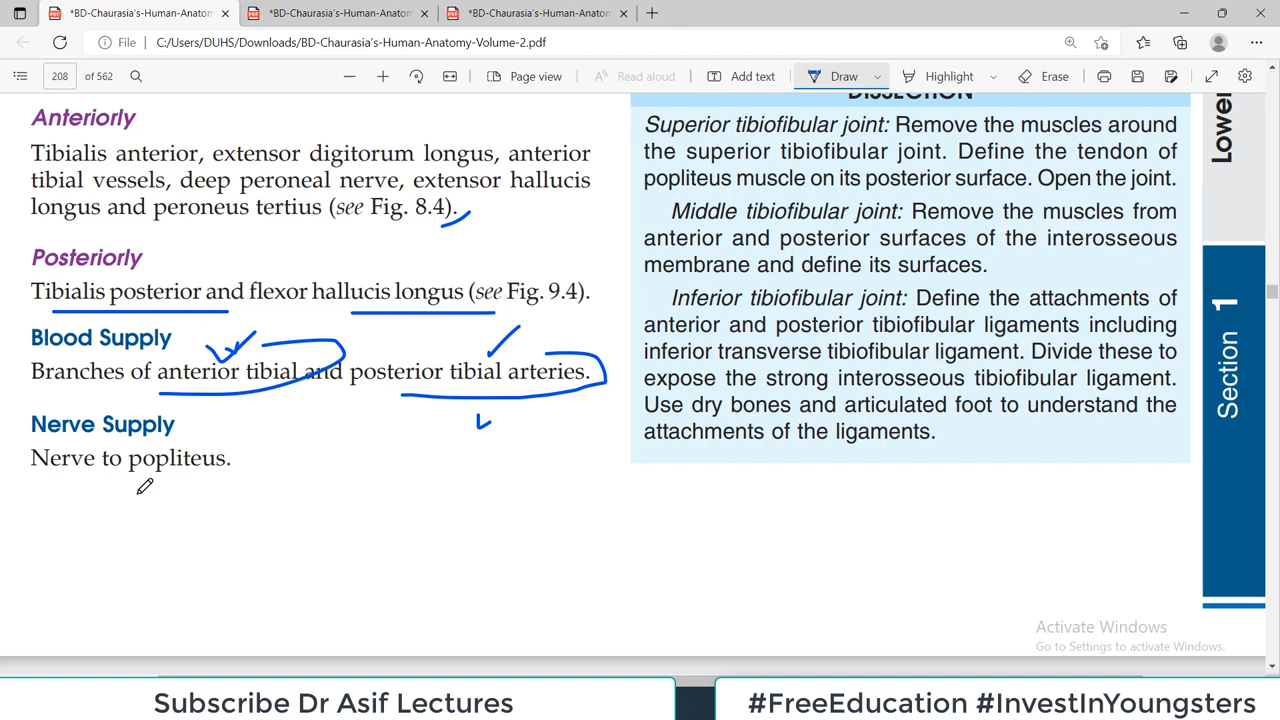 *BD-Chaurasia's-Human-Anatom
*BD-Chaurasia's-Human-Anatomy-
*BD-Chaurasia's-Human-Anatomy-
File C:/Users/DUHS/Downloads/BD-Chaurasia's-Human-Anatomy-Volume-2.pdf
208 of 562 Page view Read aloud Add text Draw Highlight Erase
Anteriorly
Tibialis anterior, extensor digitorum longus, anterior
tibial vessels, deep peroneal nerve, extensor hallucis
longus and peroneus tertius (see Fig. 8.4).
Posteriorly
Tibialis posterior and flexor hallucis longus (see Fig. 9.4).
Blood Supply
Branches of anterior tibial and posterior tibial arteries.
Nerve Supply
Nerve to popliteus.
DISSECTION
Superior tibiofibular joint: Remove the muscles around
the superior tibiofibular joint. Define the tendon of
popliteus muscle on its posterior surface. Open the joint.
Middle tibiofibular joint: Remove the muscles from
anterior and posterior surfaces of the interosseous
membrane and define its surfaces.
Inferior tibiofibular joint: Define the attachments of
anterior and posterior tibiofibular ligaments including
inferior transverse tibiofibular ligament. Divide these to
expose the strong interosseous tibiofibular ligament.
Use dry bones and articulated foot to understand the
attachments of the ligaments.
Lower
Section 1
Activate Windows
Go to Settings to activate Windows.
Subscribe Dr Asif Lectures
#FreeEducation #InvestInYoungsters